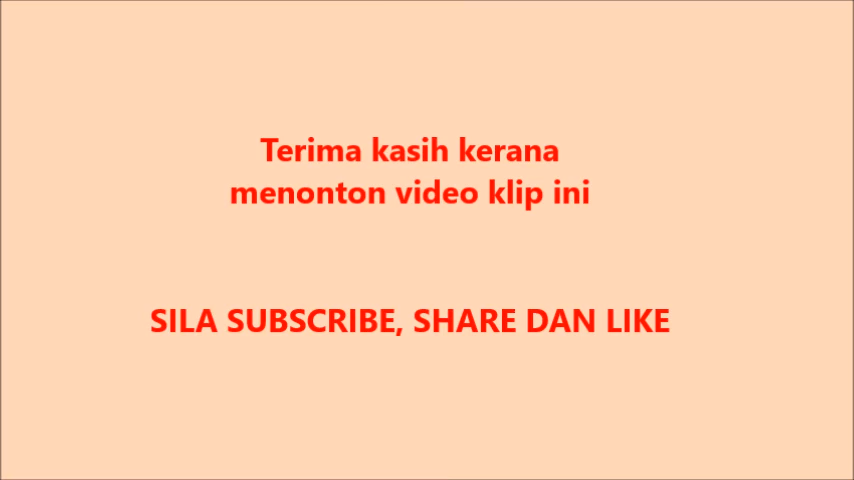 Terima kasih kerana
menonton video klip ini
SILA SUBSCRIBE, SHARE DAN LIKE